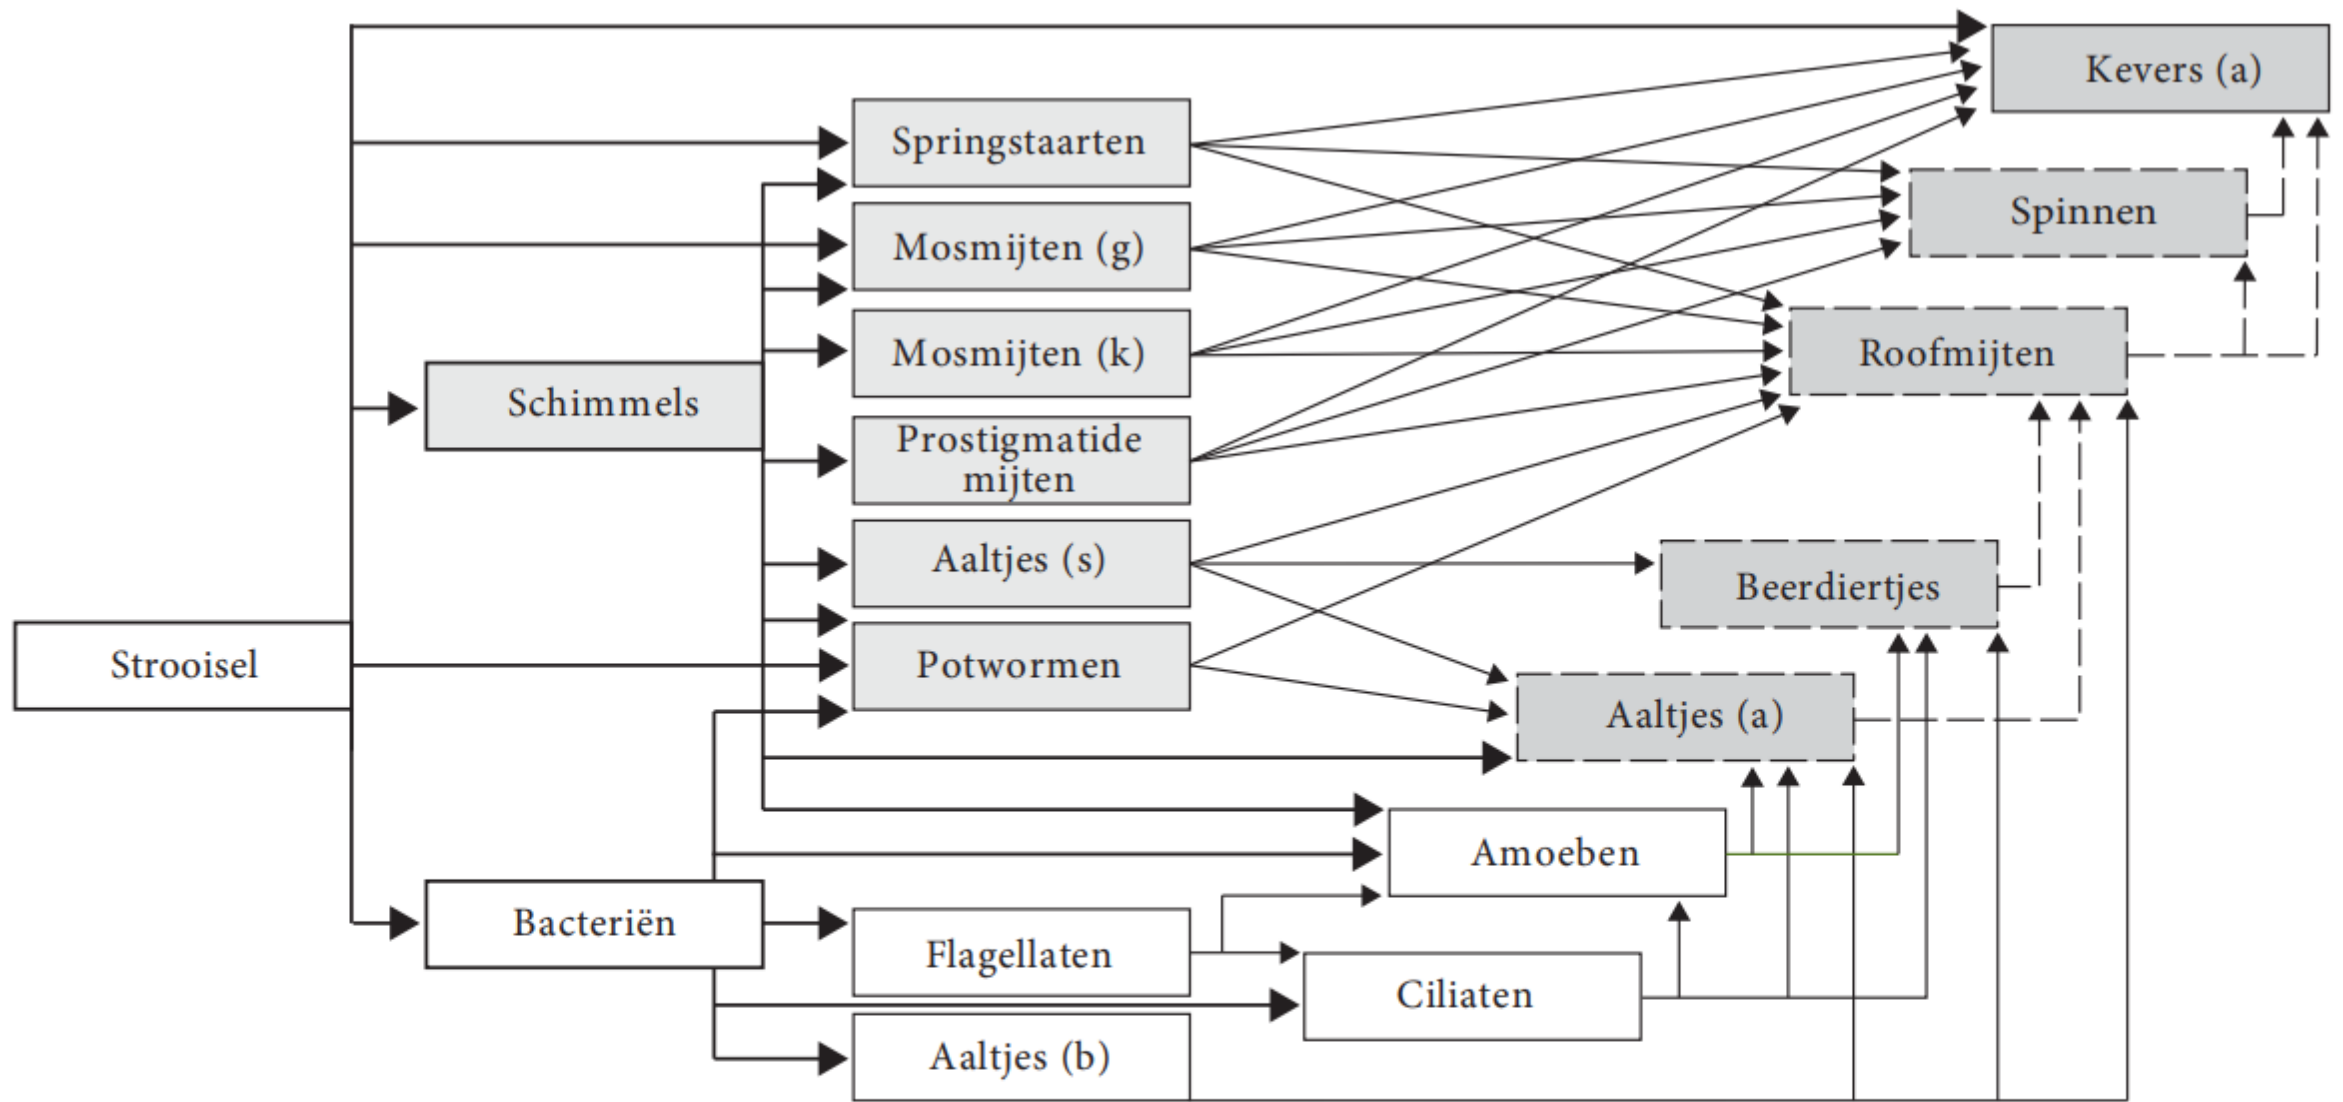 Kevers (a)
Springstaarten
Spinnen
Mosmijten (g)
Mosmijten (k)
Roofmijten
Schimmels
Prostigmatide
mijten
Aaltjes (s)
Beerdiertjes
Strooisel
Potwormen
Aaltjes (a)
Amoeben
Bacteriën
Flagellaten
Ciliaten
Aaltjes (b)